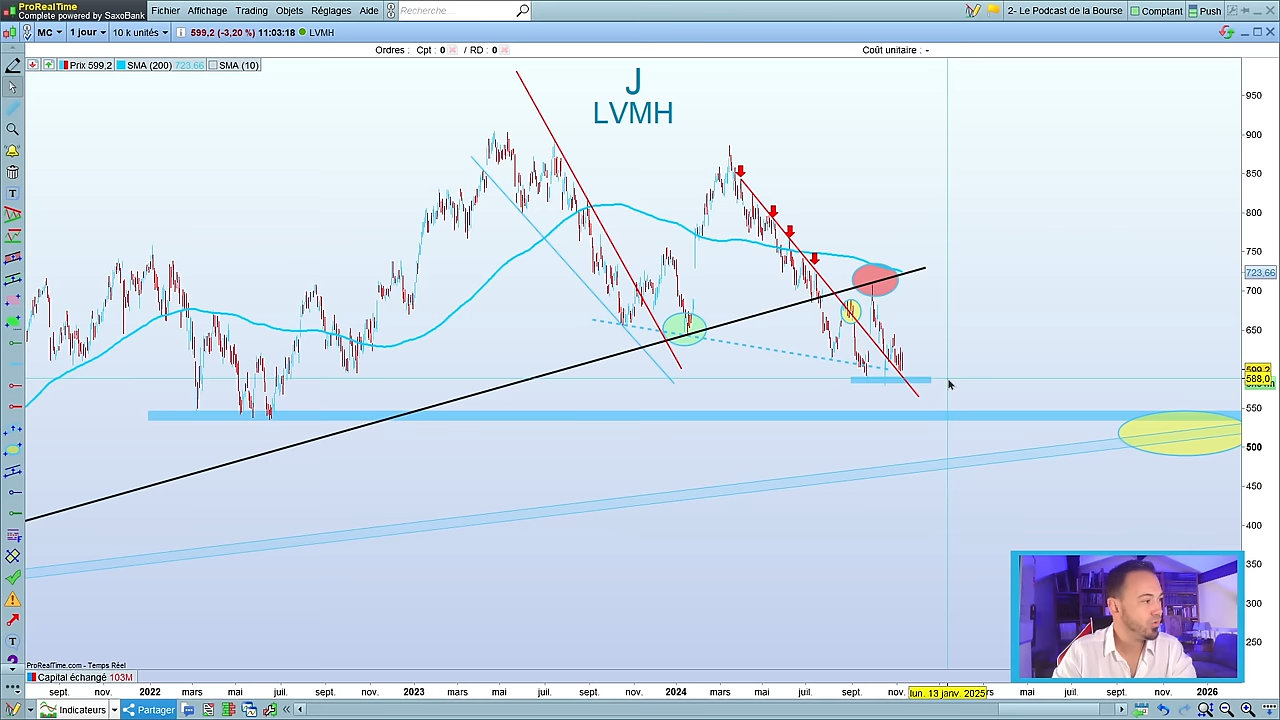 ProRealTime
Complete powered by SaxoBank
Fichier Affichage Trading Objets Réglages Aide Recherche...
2- Le Podcast de la Bourse Comptant Push
MC 1 jour 10 k unités 599,2 (-3,20 %) 11:03:18 LVMH
Ordres : Cpt : 0 / RD : 0 Coût unitaire : -
Prix 599,2 SMA (200) 723.66 SMA (10)
J
LVMH
950
900
850
800
750
723,66
700
650
599,2
588,0
550
500
450
400
350
300
250
ProRealTime.com - Temps Réel
Capital échangé 103M
sept. nov. 2022 mars mai juil. sept. nov. 2023 mars mai juil. sept. nov. 2024 mars mai juil. sept. nov. lun. 13 janv. 2025 rs mai juil. sept. nov. 2026
Indicateurs Partager